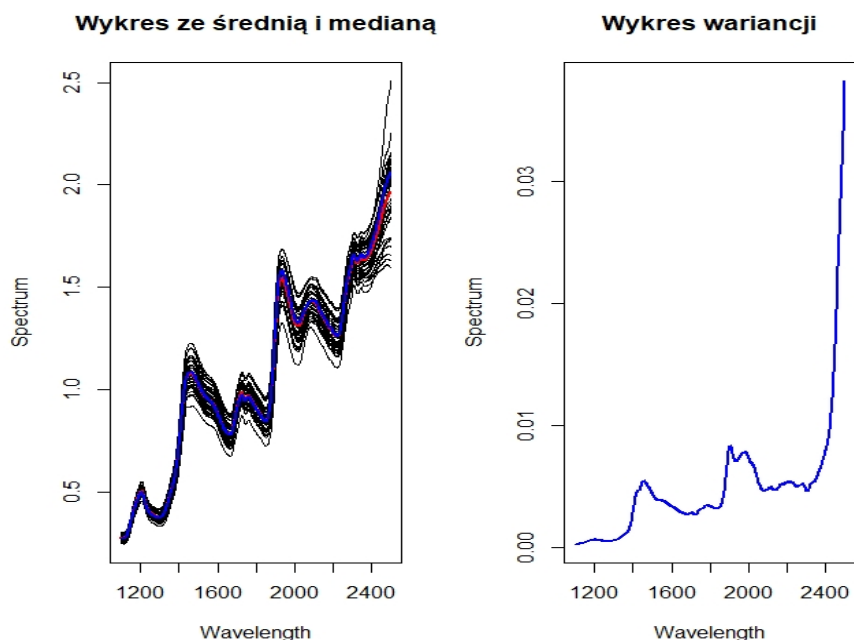 Wykres ze średnią i medianą
Spectrum
2.5
2.0
1.5
1.0
0.5
1200 1600 2000 2400
Wavelength
Wykres wariancji
Spectrum
0.03
0.02
0.01
0.00
1200 1600 2000 2400
Wavelength